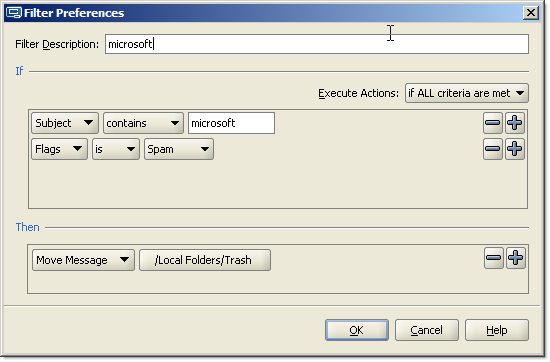 Filter Preferences
Filter Description: microsoft
If
Execute Actions: if ALL criteria are met
Subject contains microsoft
Flags is Spam
Then
Move Message /Local Folders/Trash
OK Cancel Help